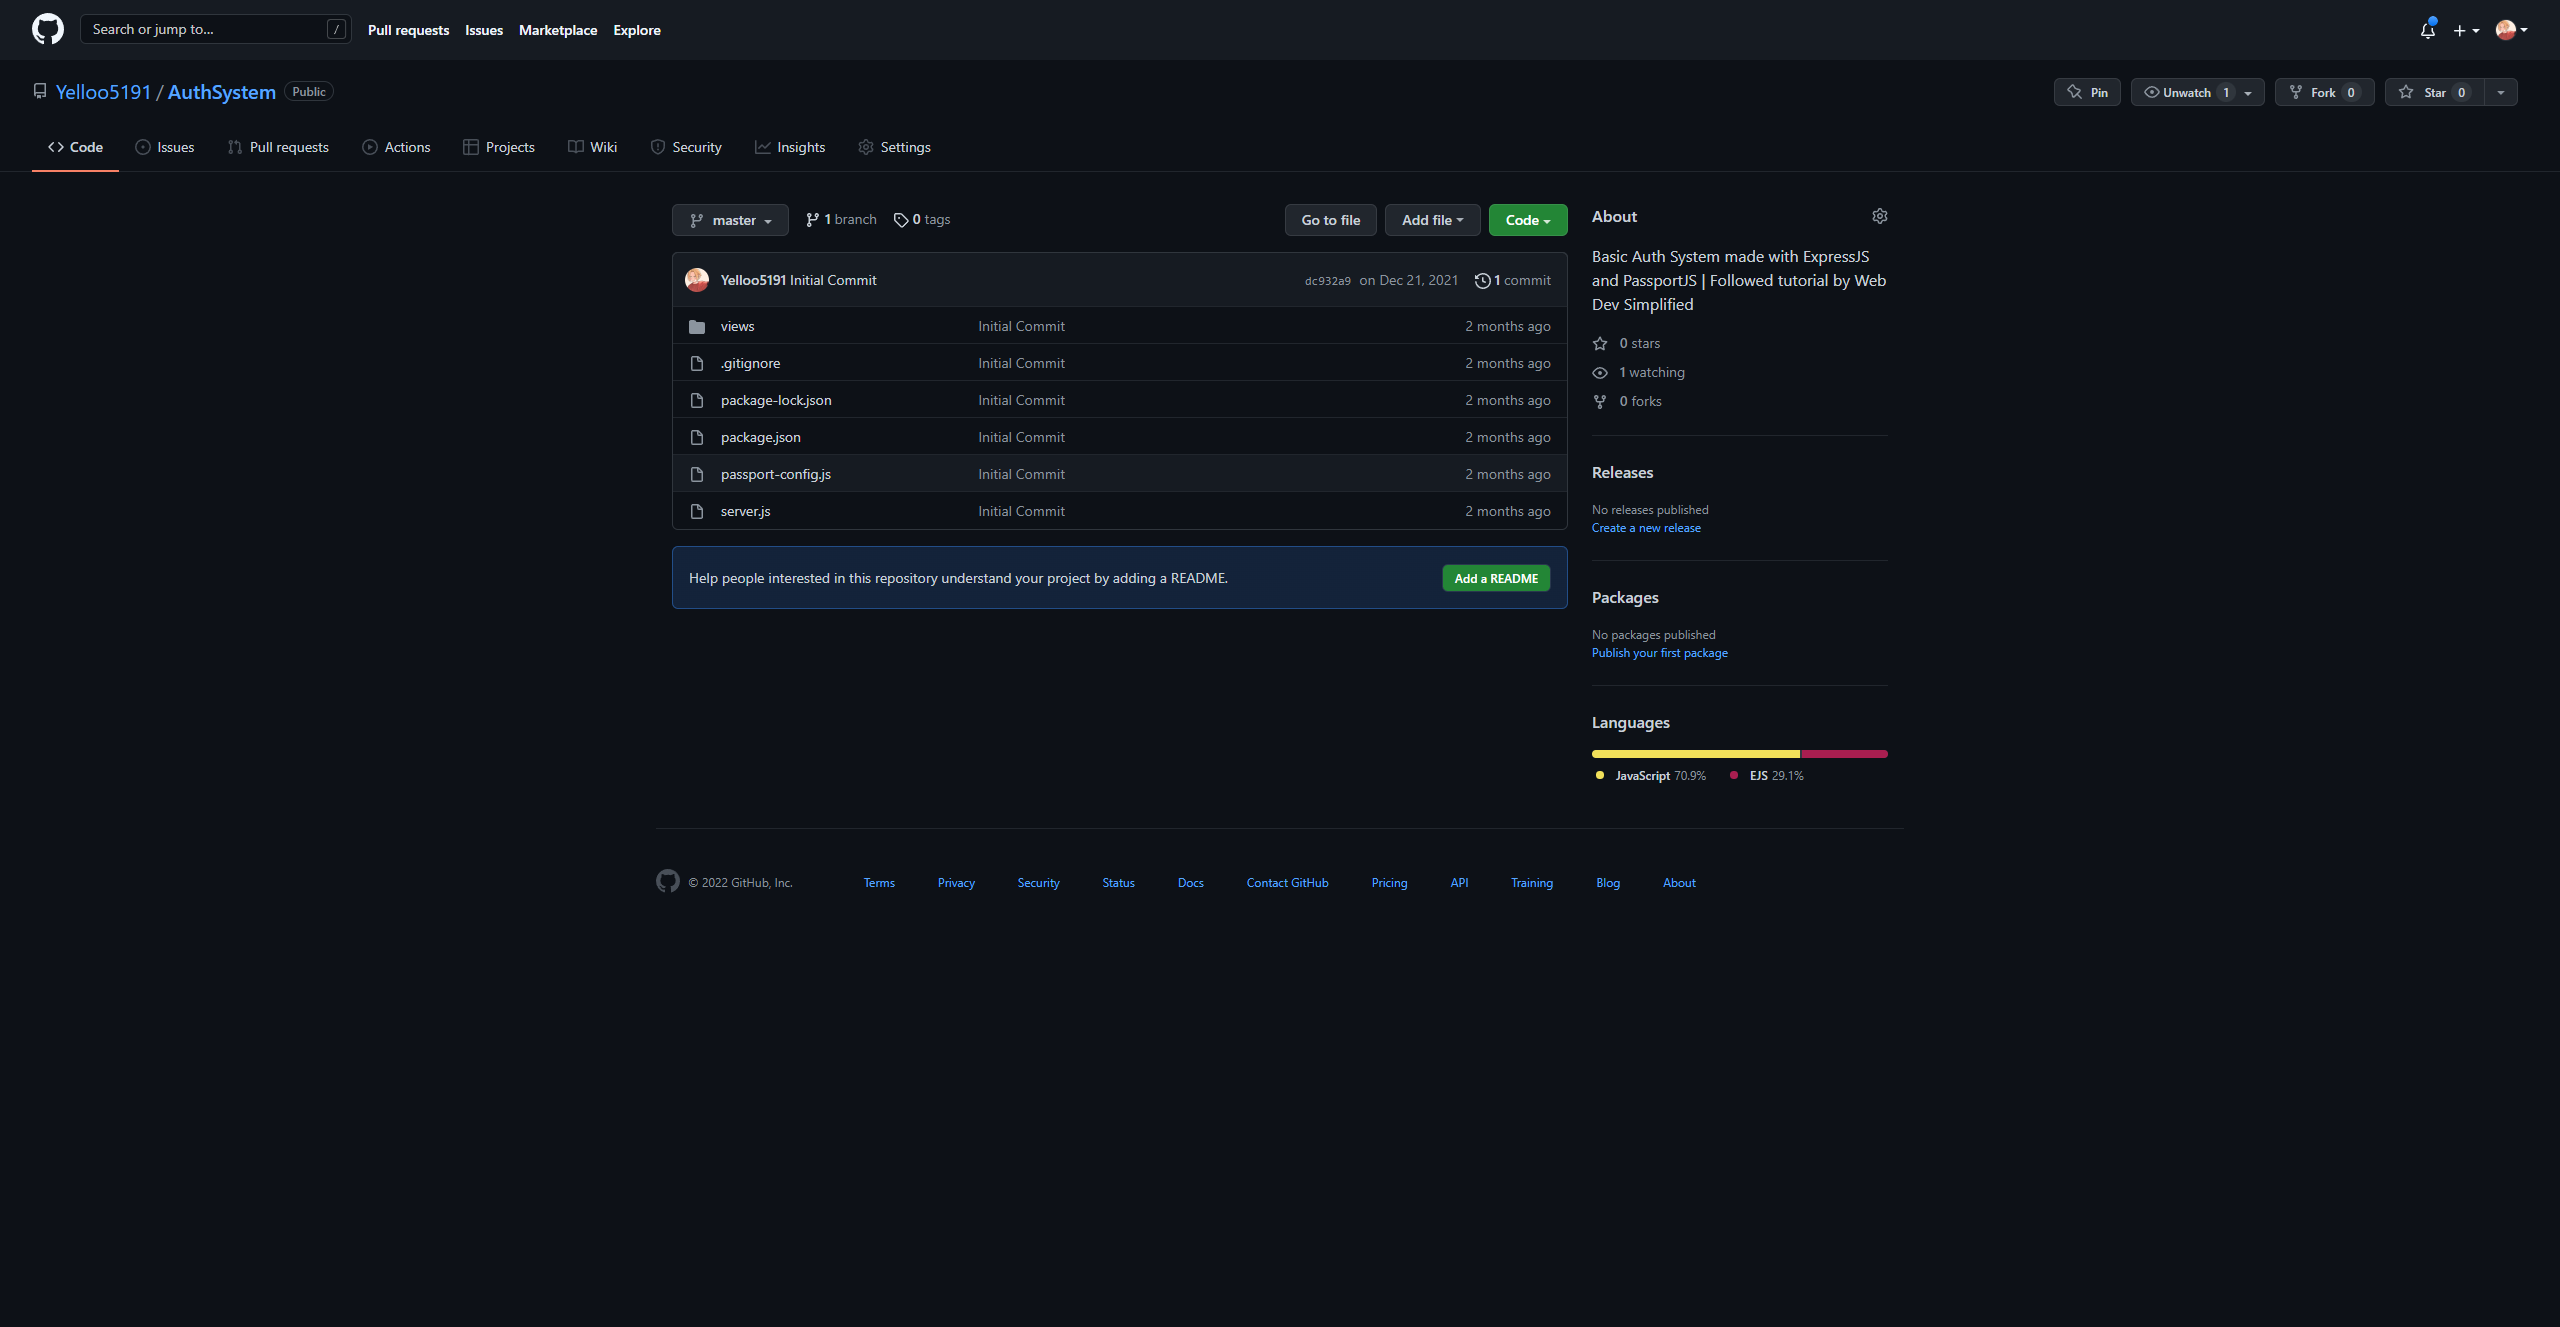 Search or jump to... /
Pull requests Issues Marketplace Explore
Yelloo5191 / AuthSystem Public
Pin Unwatch 1 Fork 0 Star 0
Code Issues Pull requests Actions Projects Wiki Security Insights Settings
master 1 branch 0 tags Go to file Add file Code
Yelloo5191 Initial Commit dc932a9 on Dec 21, 2021 1 commit
views Initial Commit 2 months ago
.gitignore Initial Commit 2 months ago
package-lock.json Initial Commit 2 months ago
package.json Initial Commit 2 months ago
passport-config.js Initial Commit 2 months ago
server.js Initial Commit 2 months ago
Help people interested in this repository understand your project by adding a README. Add a README
About
Basic Auth System made with ExpressJS
and PassportJS | Followed tutorial by Web
Dev Simplified
0 stars
1 watching
0 forks
Releases
No releases published
Create a new release
Packages
No packages published
Publish your first package
Languages
JavaScript 70.9% EJS 29.1%
© 2022 GitHub, Inc. Terms Privacy Security Status Docs Contact GitHub Pricing API Training Blog About